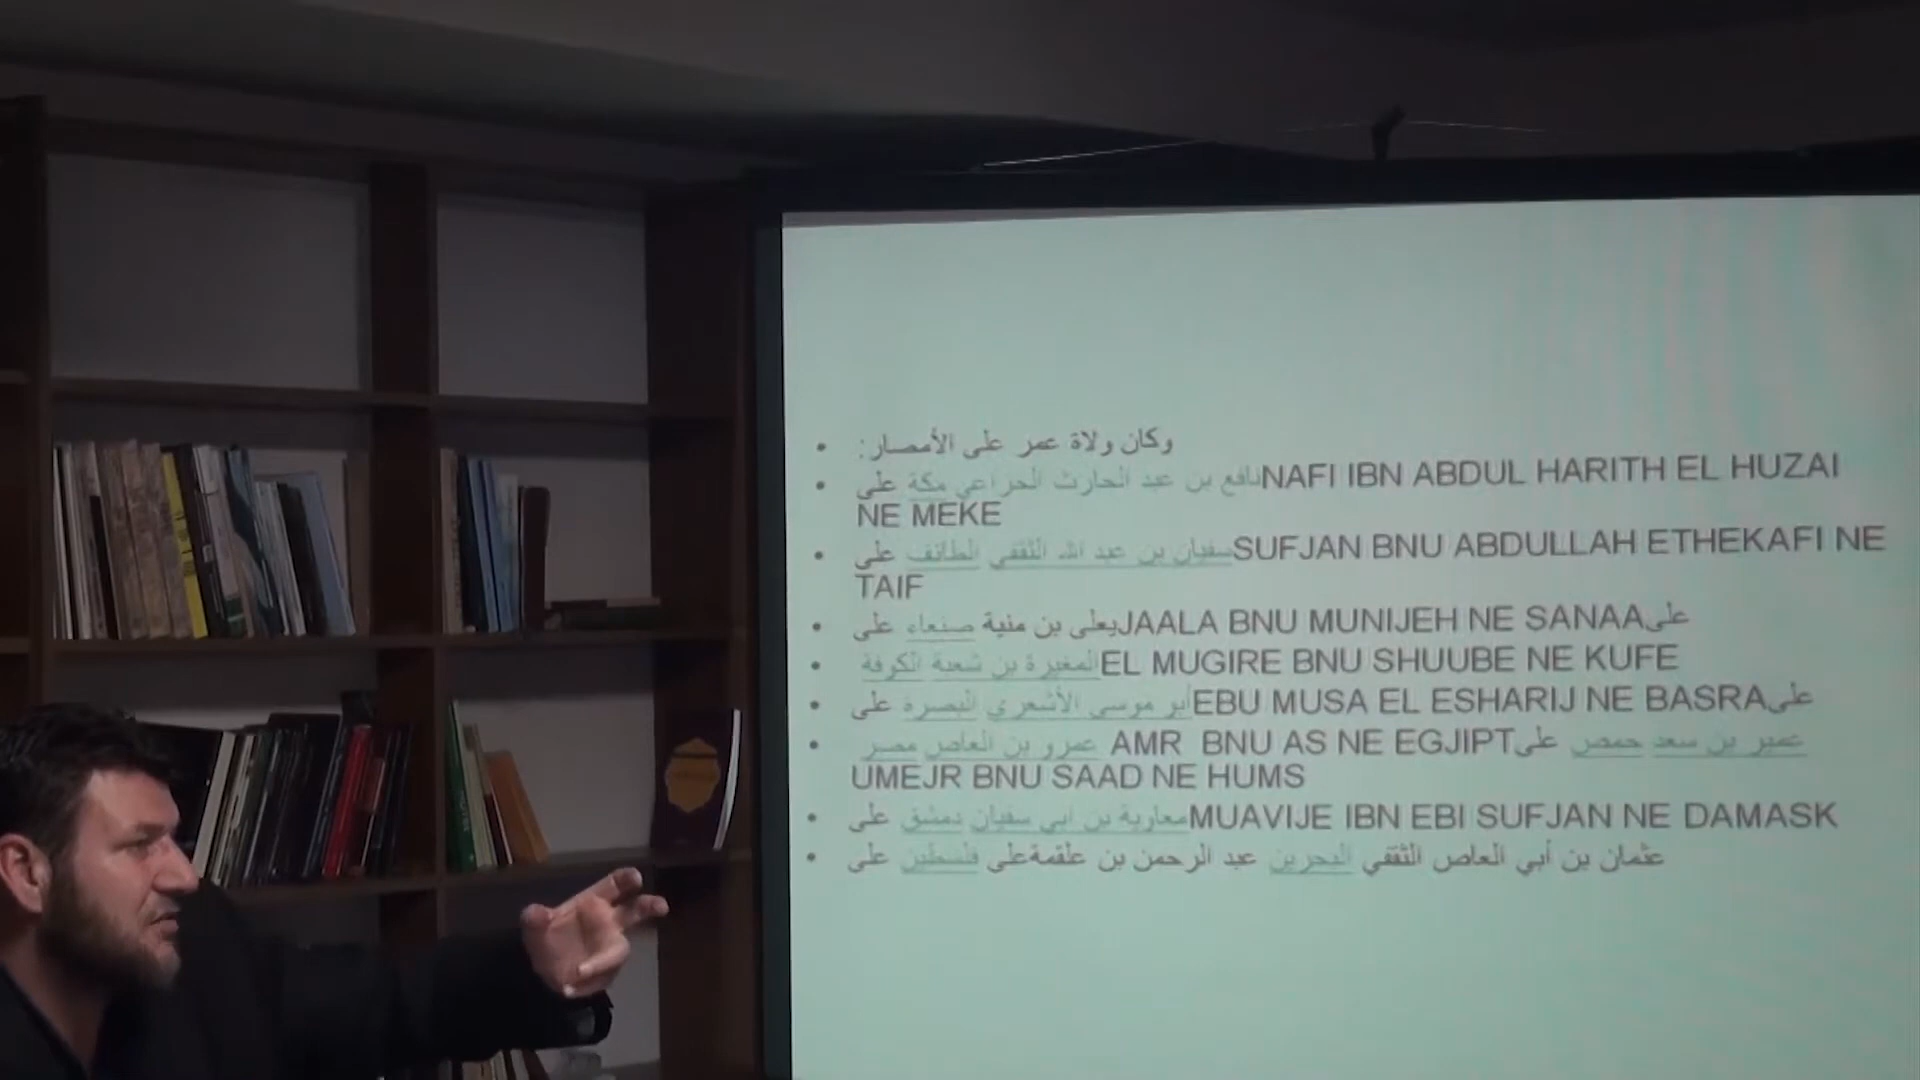 وكان ولاة عمر على الأمصار:
نافع بن عبد الحارث الخزاعي مكة على NAFI IBN ABDUL HARITH EL HUZAI
NE MEKE
سفيان بن عبد الله الثقفي الطائف على SUFJAN BNU ABDULLAH ETHEKAFI NE
TAIF
يعلى بن منية صنعاء على JAALA BNU MUNIJEH NE SANAA على
المغيرة بن شعبة الكوفة EL MUGIRE BNU SHUUBE NE KUFE
أبو موسى الأشعري البصرة على EBU MUSA EL ESHARIJ NE BASRA على
عمرو بن العاص مصر AMR BNU AS NE EGJIPT على عمير بن سعد حمص
UMEJR BNU SAAD NE HUMS
معاوية بن أبي سفيان دمشق على MUAVIJE IBN EBI SUFJAN NE DAMASK
عثمان بن أبي العاص الثقفي البحرين عبد الرحمن بن علقمة على فلسطين على